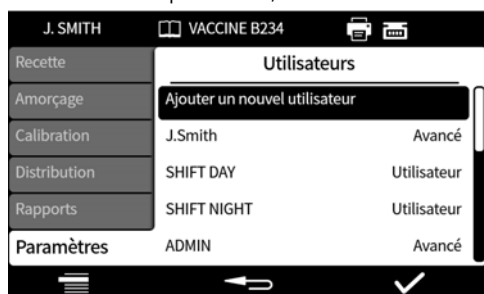 J. SMITH VACCINE B234
Recette
Utilisateurs
Amorçage
Ajouter un nouvel utilisateur
Calibration
J.Smith Avancé
Distribution
SHIFT DAY Utilisateur
Rapports
SHIFT NIGHT Utilisateur
Paramètres
ADMIN Avancé